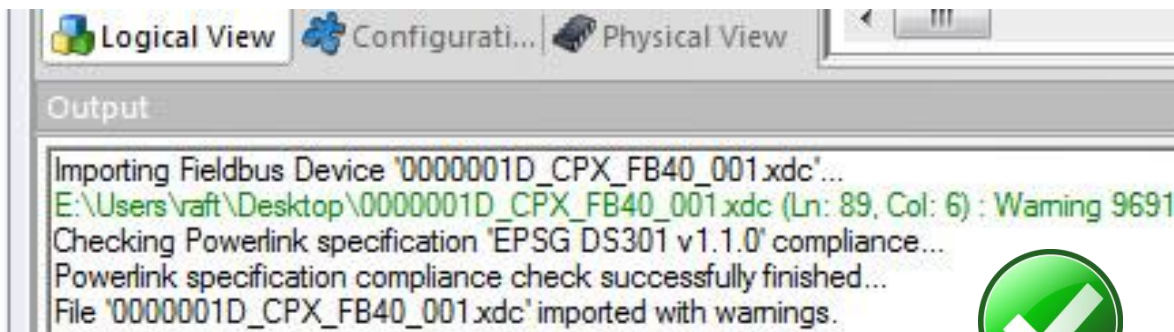 Logical View Configurati... Physical View
Output
Importing Fieldbus Device '0000001D_CPX_FB40_001.xdc'...
E:\Users\raft\Desktop\0000001D_CPX_FB40_001.xdc (Ln: 89, Col: 6) : Warning 9691
Checking Powerlink specification 'EPSG DS301 v1.1.0' compliance...
Powerlink specification compliance check successfully finished...
File '0000001D_CPX_FB40_001.xdc' imported with warnings.